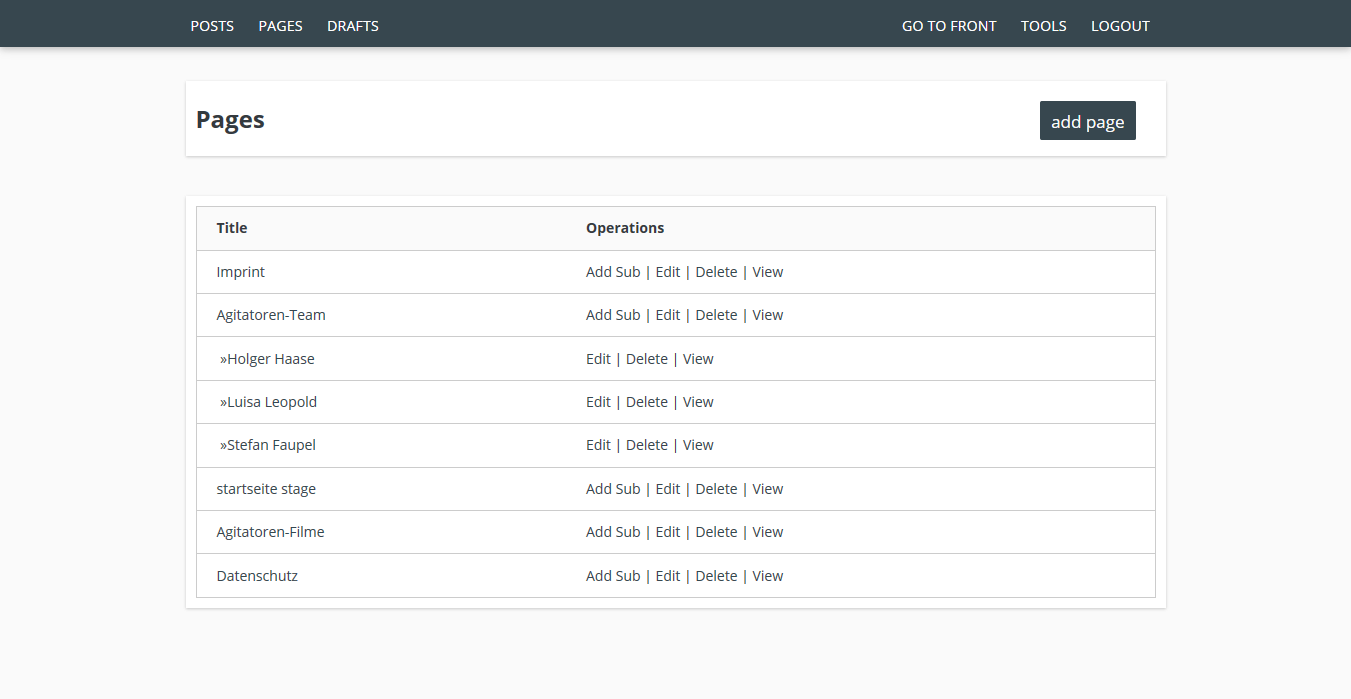 POSTS PAGES DRAFTS GO TO FRONT TOOLS LOGOUT
Pages add page
Title Operations
Imprint Add Sub | Edit | Delete | View
Agitatoren-Team Add Sub | Edit | Delete | View
»Holger Haase Edit | Delete | View
»Luisa Leopold Edit | Delete | View
»Stefan Faupel Edit | Delete | View
startseite stage Add Sub | Edit | Delete | View
Agitatoren-Filme Add Sub | Edit | Delete | View
Datenschutz Add Sub | Edit | Delete | View